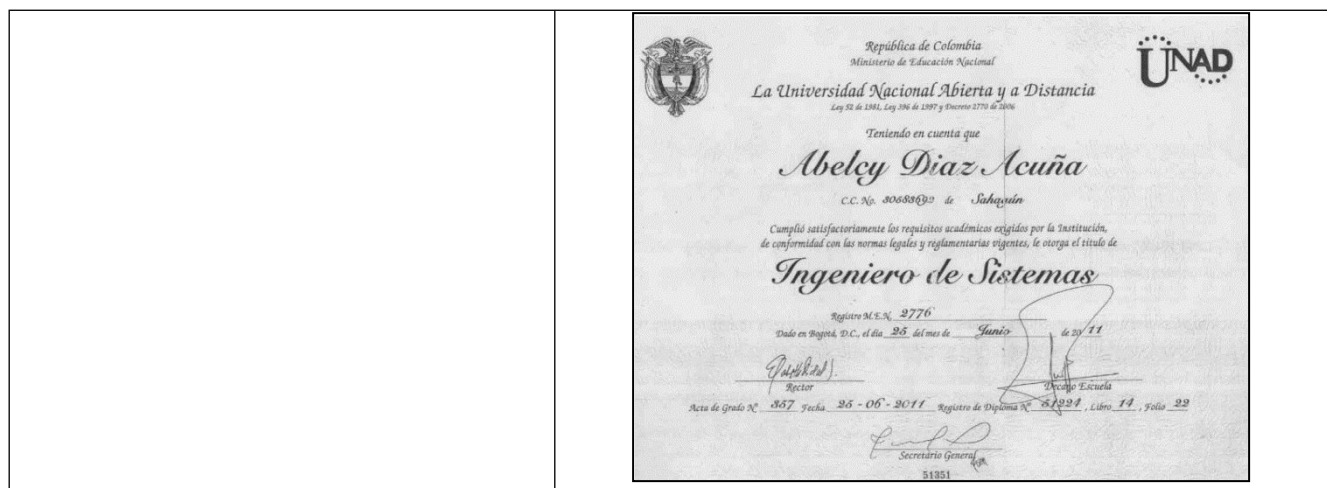 República de Colombia
Ministerio de Educación Nacional
UNAD
La Universidad Nacional Abierta y a Distancia
Ley 52 de 1981, Ley 396 de 1997 y Decreto 2770 de 2006
Teniendo en cuenta que
Abelcy Diaz Acuña
C.C. No. de Sahagún
Cumplió satisfactoriamente los requisitos académicos exigidos por la Institución,
de conformidad con las normas legales y reglamentarias vigentes, le otorga el título de
Ingeniero de Sistemas
Registro M.E.N. 2776
Dado en Bogotá, D.C., el día 25 del mes de Junio de 20 11
Rector
Decano Escuela
Acta de Grado Nº 357 Fecha 25 - 06 - 2011 Registro de Diploma Nº 51224 , Libro 14 , Folio 22
Secretario General
51351